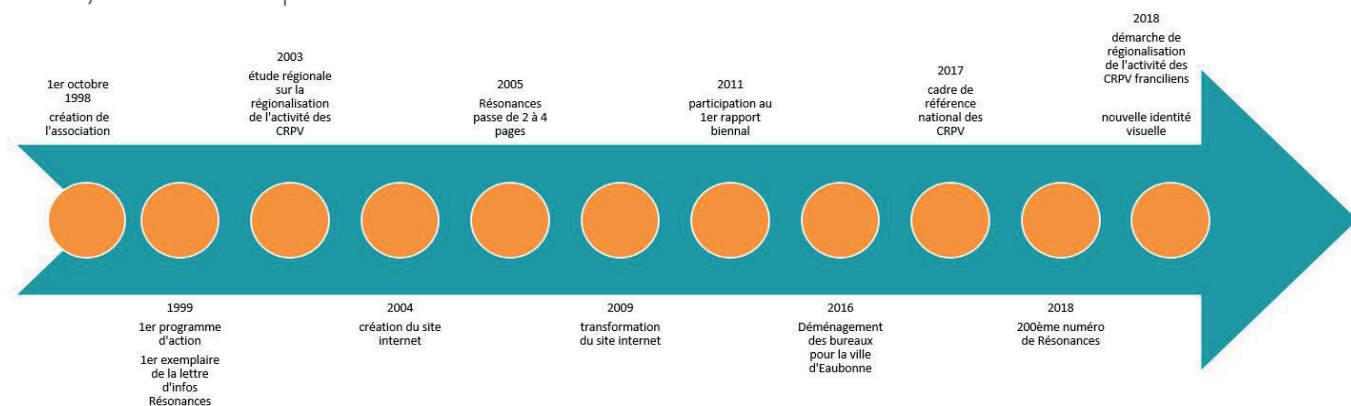 1er octobre
1998
création de
l'association
1999
1er programme
d'action
1er exemplaire
de la lettre
d'infos
Résonances
2003
étude régionale
sur la
régionalisation
de l'activité des
CRPV
2004
création du site
internet
2005
Résonances
passe de 2 à 4
pages
2009
transformation
du site internet
2011
participation au
1er rapport
biennal
2016
Déménagement
des bureaux
pour la ville
d'Eaubonne
2017
cadre de
référence
national des
CRPV
2018
200ème numéro
de Résonances
2018
démarche de
régionalisation
de l'activité des
CRPV franciliens
nouvelle identité
visuelle